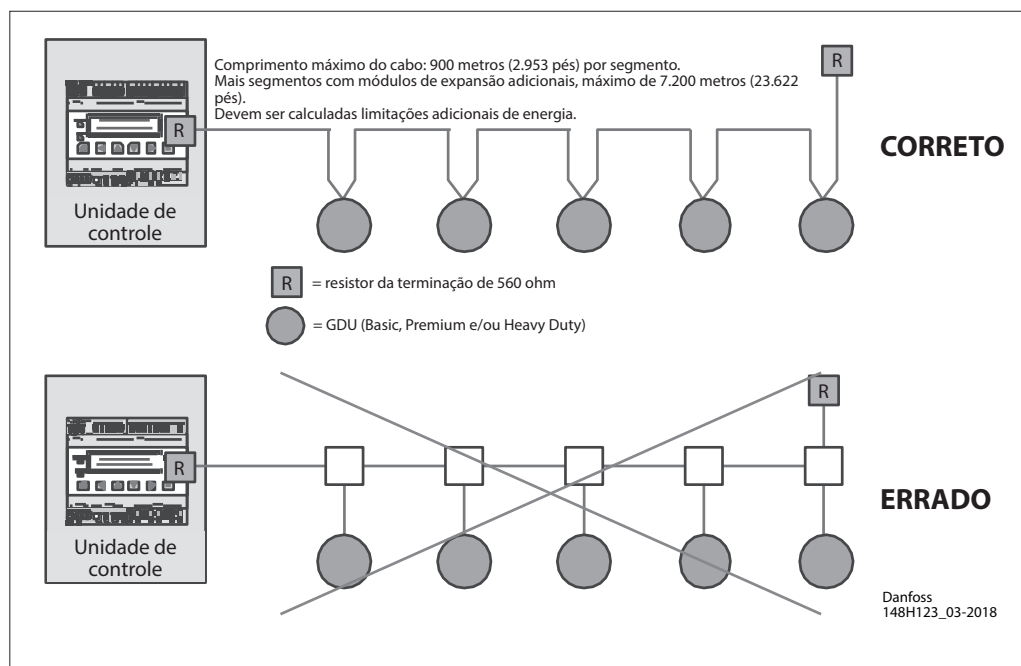 Comprimento máximo do cabo: 900 metros (2.953 pés) por segmento.
Mais segmentos com módulos de expansão adicionais, máximo de 7.200 metros (23.622
pés).
Devem ser calculadas limitações adicionais de energia.
R
R
CORRETO
Unidade de
controle
R = resistor da terminação de 560 ohm
= GDU (Basic, Premium e/ou Heavy Duty)
R
R
ERRADO
Unidade de
controle
Danfoss
148H123_03-2018